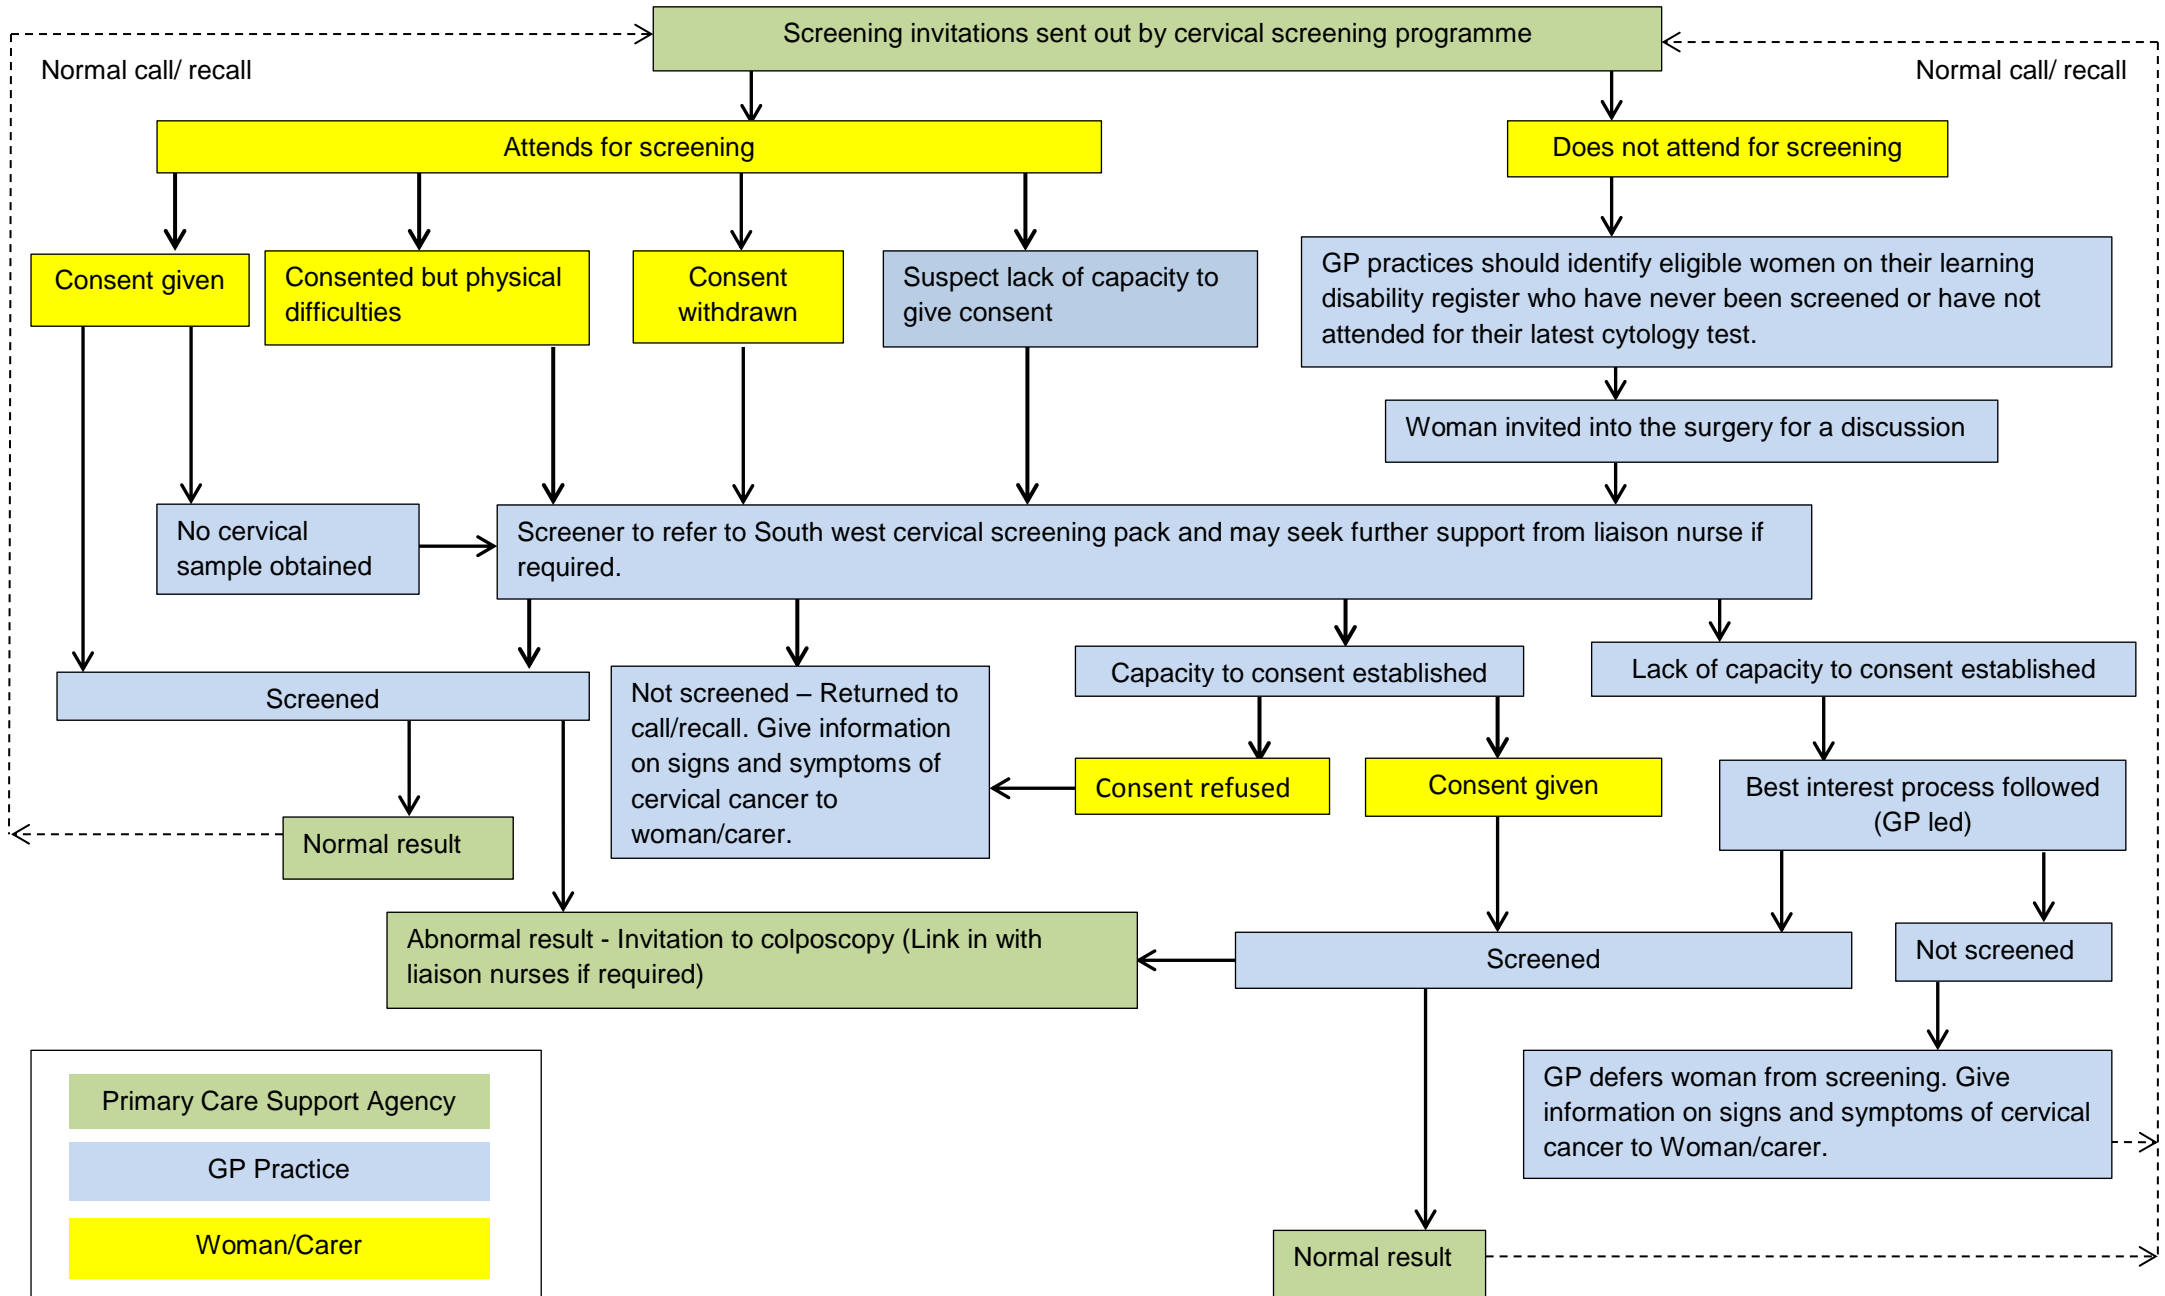 Screening invitations sent out by cervical screening programme
Normal call/ recall
Normal call/ recall
Attends for screening
Does not attend for screening
Consent given
Consented but physical
difficulties
Consent
withdrawn
Suspect lack of capacity to
give consent
GP practices should identify eligible women on their learning
disability register who have never been screened or have not
attended for their latest cytology test.
Woman invited into the surgery for a discussion
No cervical
sample obtained
Screener to refer to South west cervical screening pack and may seek further support from liaison nurse if
required.
Screened
Not screened – Returned to
call/recall. Give information
on signs and symptoms of
cervical cancer to
woman/carer.
Capacity to consent established
Lack of capacity to consent established
Consent refused
Consent given
Best interest process followed
(GP led)
Normal result
Abnormal result - Invitation to colposcopy (Link in with
liaison nurses if required)
Screened
Not screened
GP defers woman from screening. Give
information on signs and symptoms of cervical
cancer to Woman/carer.
Normal result
Primary Care Support Agency
GP Practice
Woman/Carer